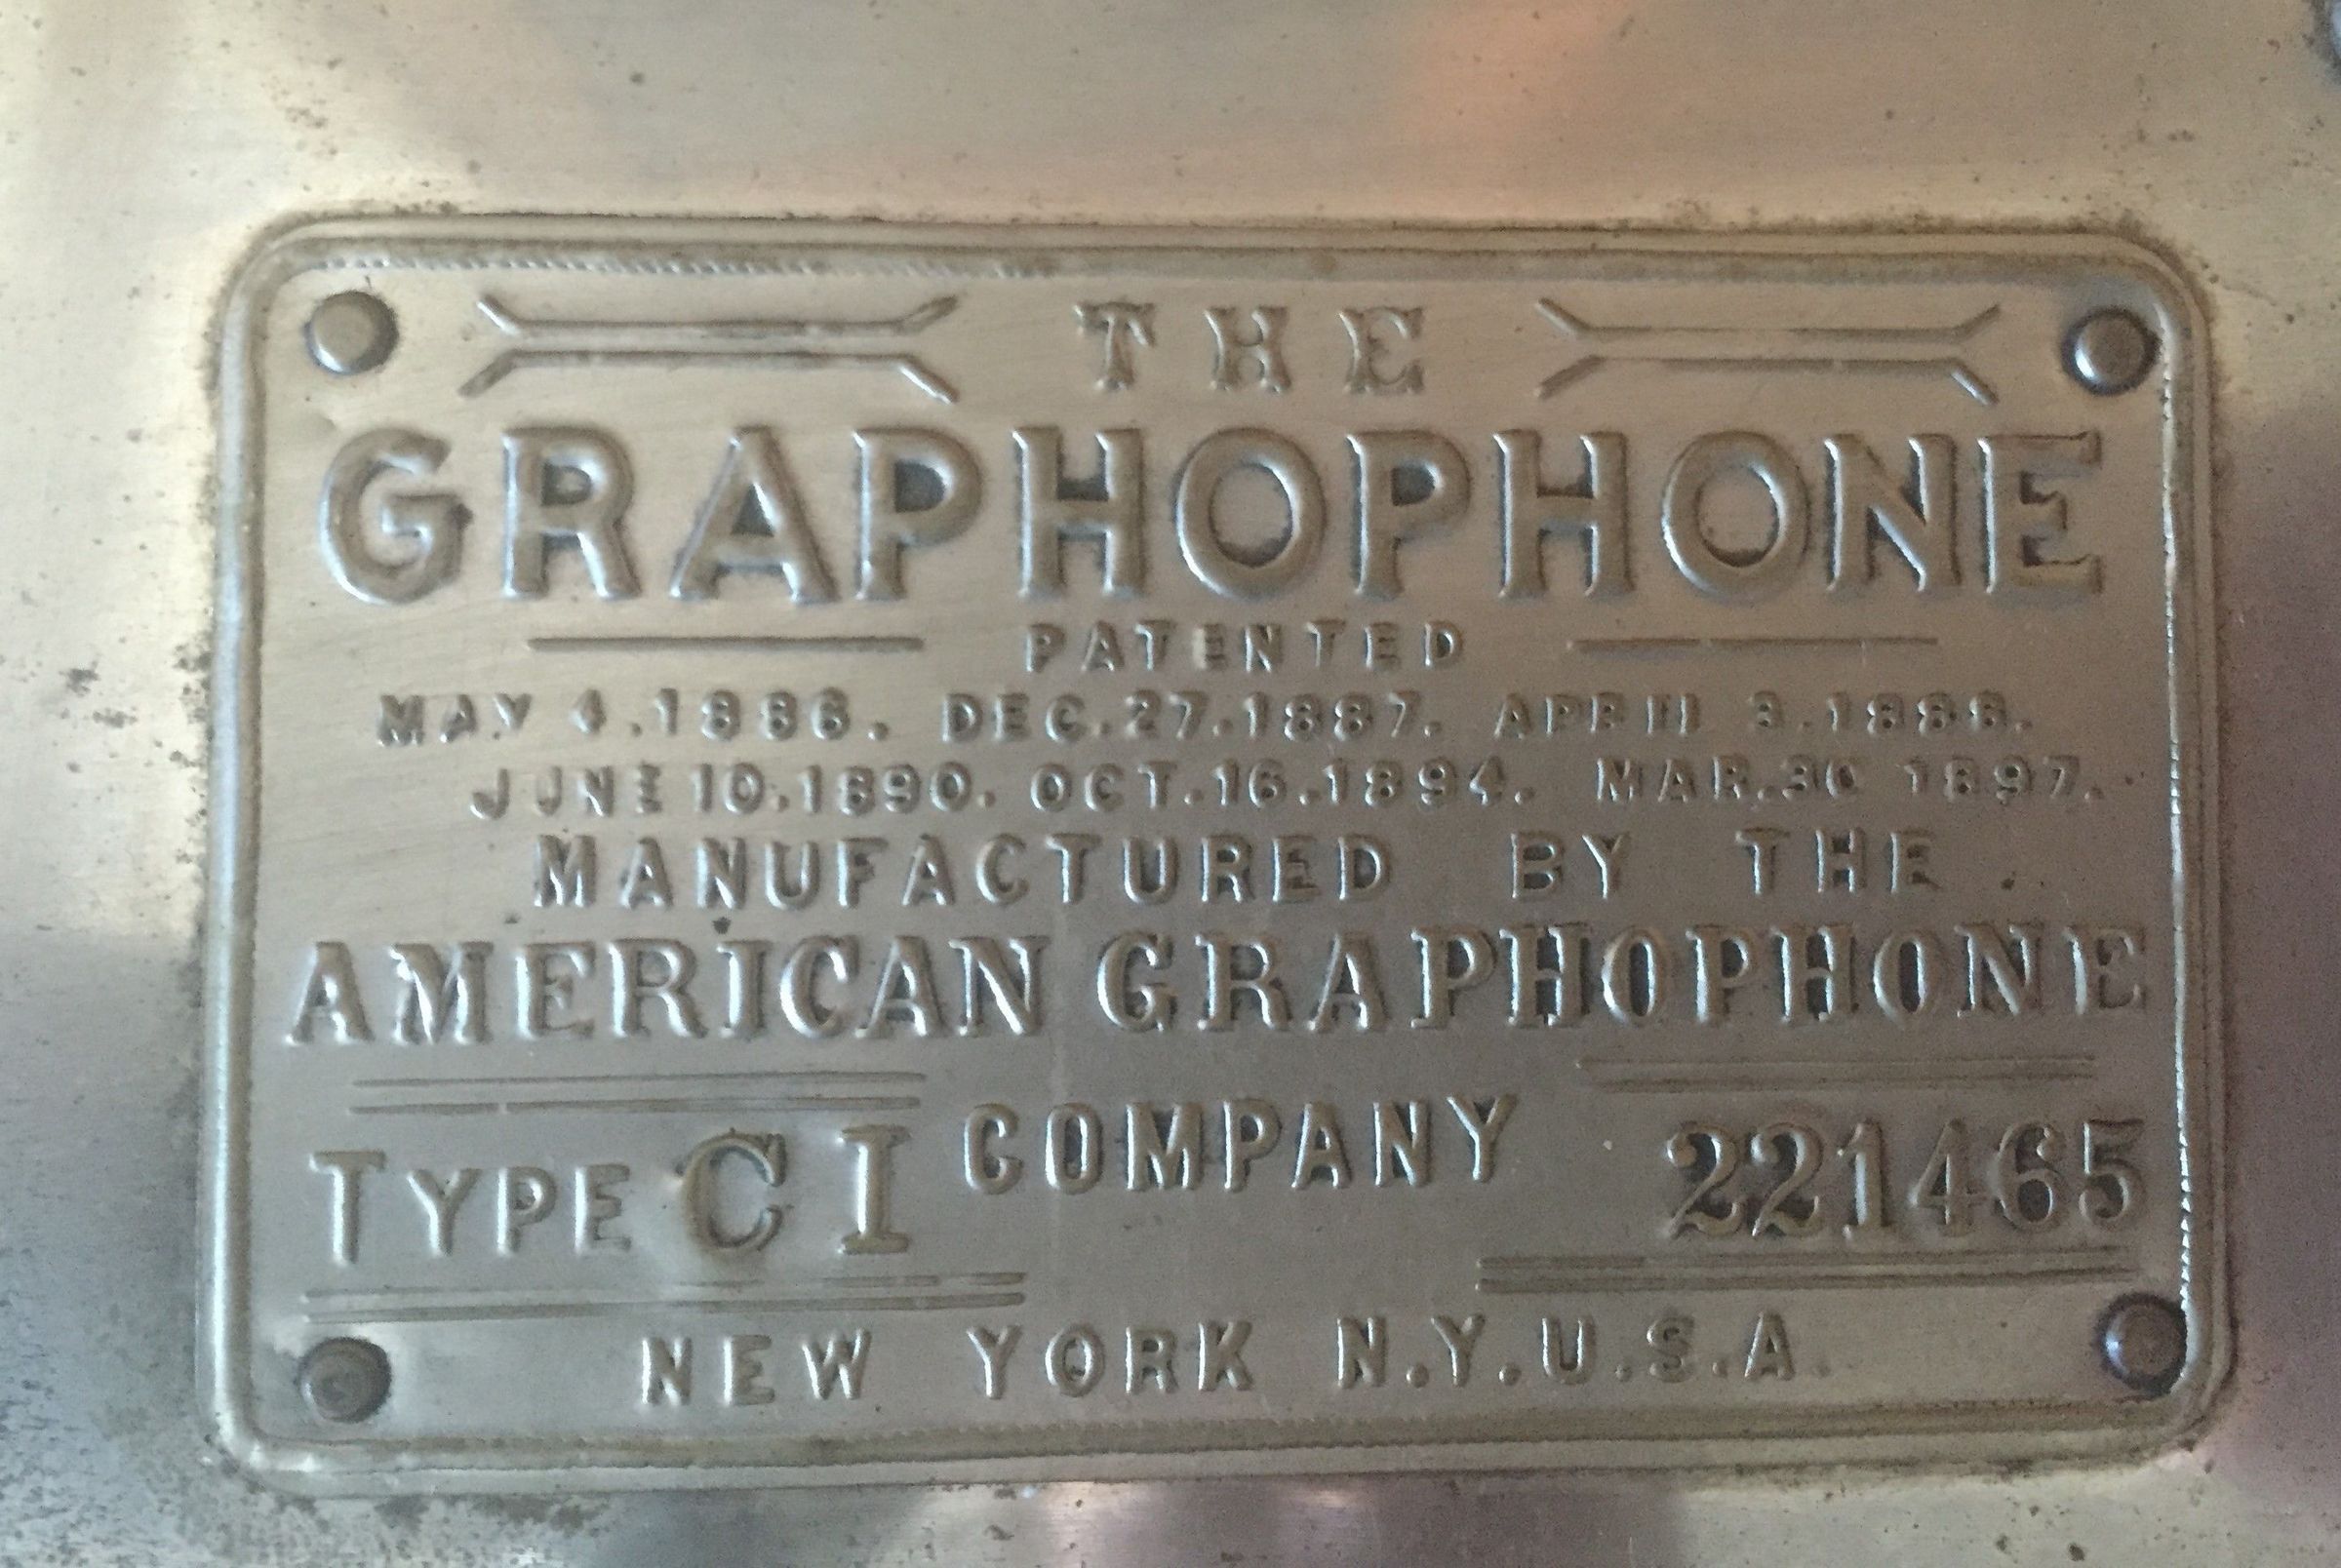 THE
GRAPHOPHONE
PATENTED
MAY 4.1886. DEC.27.1887. APRIL 3.1888.
JUNE 10.1890. OCT.16.1894. MAR.30 1897.
MANUFACTURED BY THE
AMERICAN GRAPHOPHONE
COMPANY
TYPE CI 221465
NEW YORK N.Y.U.S.A.